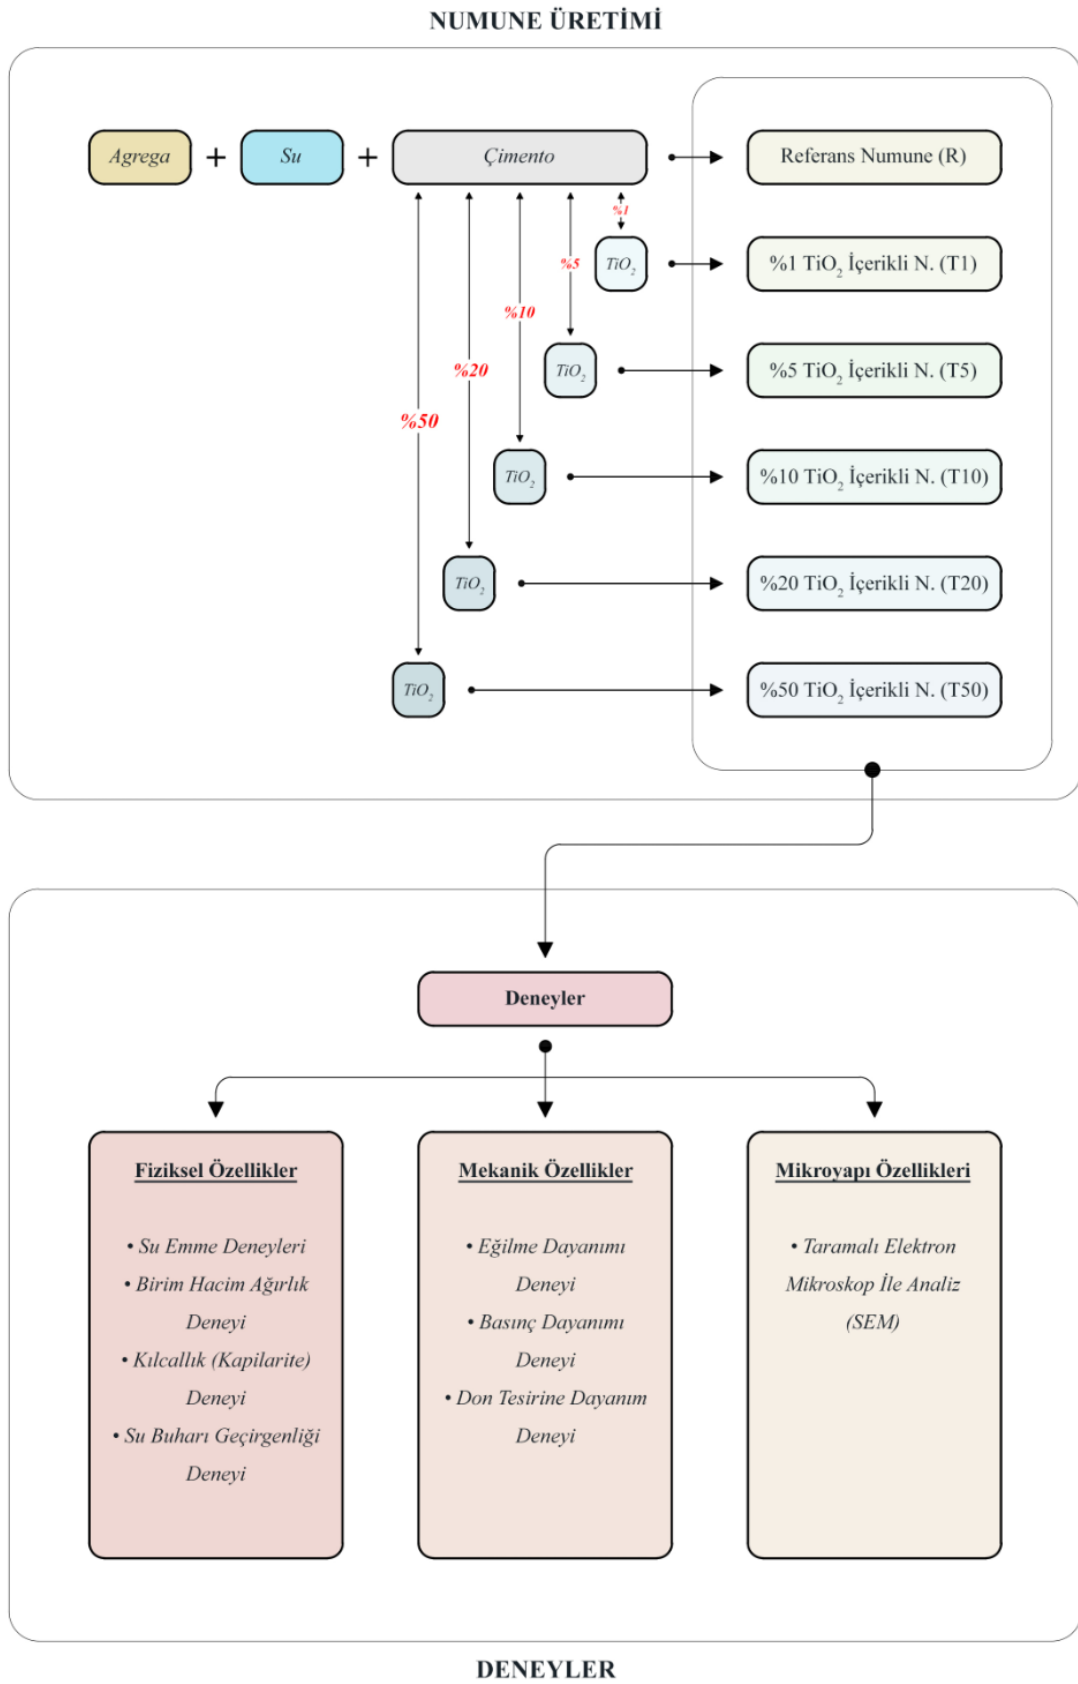 NUMUNE ÜRETİMİ
Agrega + Su + Çimento
Referans Numune (R)
%1
TiO₂
%1 TiO₂ İçerikli N. (T1)
%5
TiO₂
%5 TiO₂ İçerikli N. (T5)
%10
TiO₂
%10 TiO₂ İçerikli N. (T10)
%20
TiO₂
%20 TiO₂ İçerikli N. (T20)
%50
TiO₂
%50 TiO₂ İçerikli N. (T50)
Deneyler
Fiziksel Özellikler
• Su Emme Deneyleri
• Birim Hacim Ağırlık
Deneyi
• Kılcallık (Kapilarite)
Deneyi
• Su Buharı Geçirgenliği
Deneyi
Mekanik Özellikler
• Eğilme Dayanımı
Deneyi
• Basınç Dayanımı
Deneyi
• Don Tesirine Dayanım
Deneyi
Mikroyapı Özellikleri
• Taramalı Elektron
Mikroskop İle Analiz
(SEM)
DENEYLER